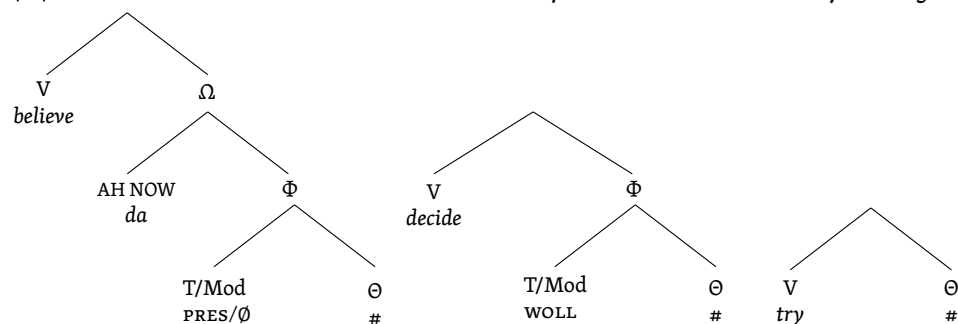 V
believe
Ω
AH NOW
da
Φ
V
decide
Φ
T/Mod
PRES/Ø
Θ
#
T/Mod
WOLL
Θ
#
V
try
Θ
#